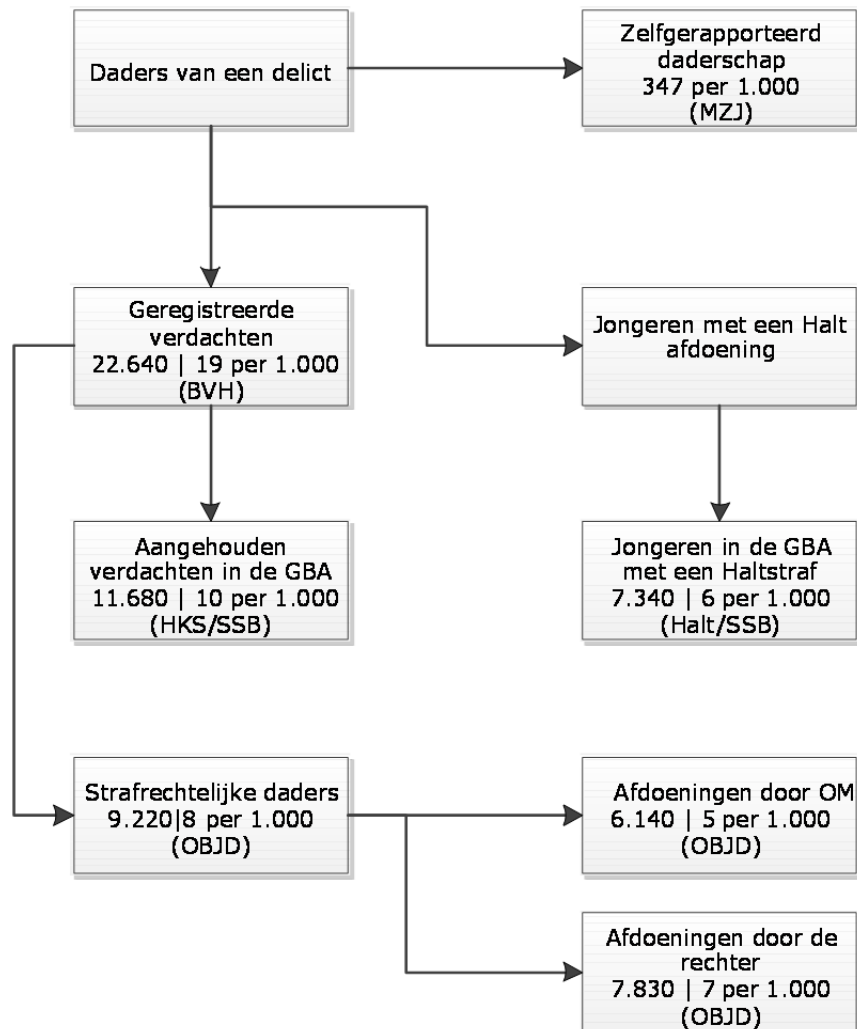 Daders van een delict
Zelfgerapporteerd
daderschap
347 per 1.000
(MZJ)
Geregistreerde
verdachten
22.640 | 19 per 1.000
(BVH)
Jongeren met een Halt
afdoening
Aangehouden
verdachten in de GBA
11.680 | 10 per 1.000
(HKS/SSB)
Jongeren in de GBA
met een Haltstraf
7.340 | 6 per 1.000
(Halt/SSB)
Strafrechtelijke daders
9.220|8 per 1.000
(OBJD)
Afdoeningen door OM
6.140 | 5 per 1.000
(OBJD)
Afdoeningen door de
rechter
7.830 | 7 per 1.000
(OBJD)